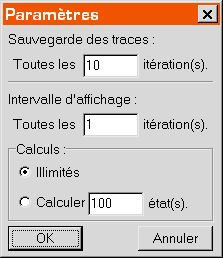 Paramètres
Sauvegarde des traces :
Toutes les 10 itération(s).
Intervalle d'affichage :
Toutes les 1 itération(s).
Calculs :
Illimités
Calculer 100 état(s).
OK Annuler